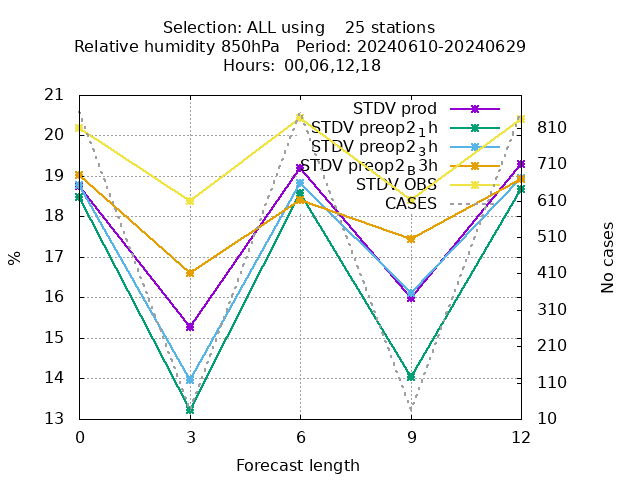 Selection: ALL using    25 stations
Relative humidity 850hPa   Period: 20240610-20240629
Hours: 00,06,12,18
STDV prod
STDV preop2₁h
STDV preop2₃h
STDV preop2_B3h
STDV OBS
CASES
21
20
19
18
17
16
15
14
13
%
810
710
610
510
410
310
210
110
10
No cases
0 3 6 9 12
Forecast length